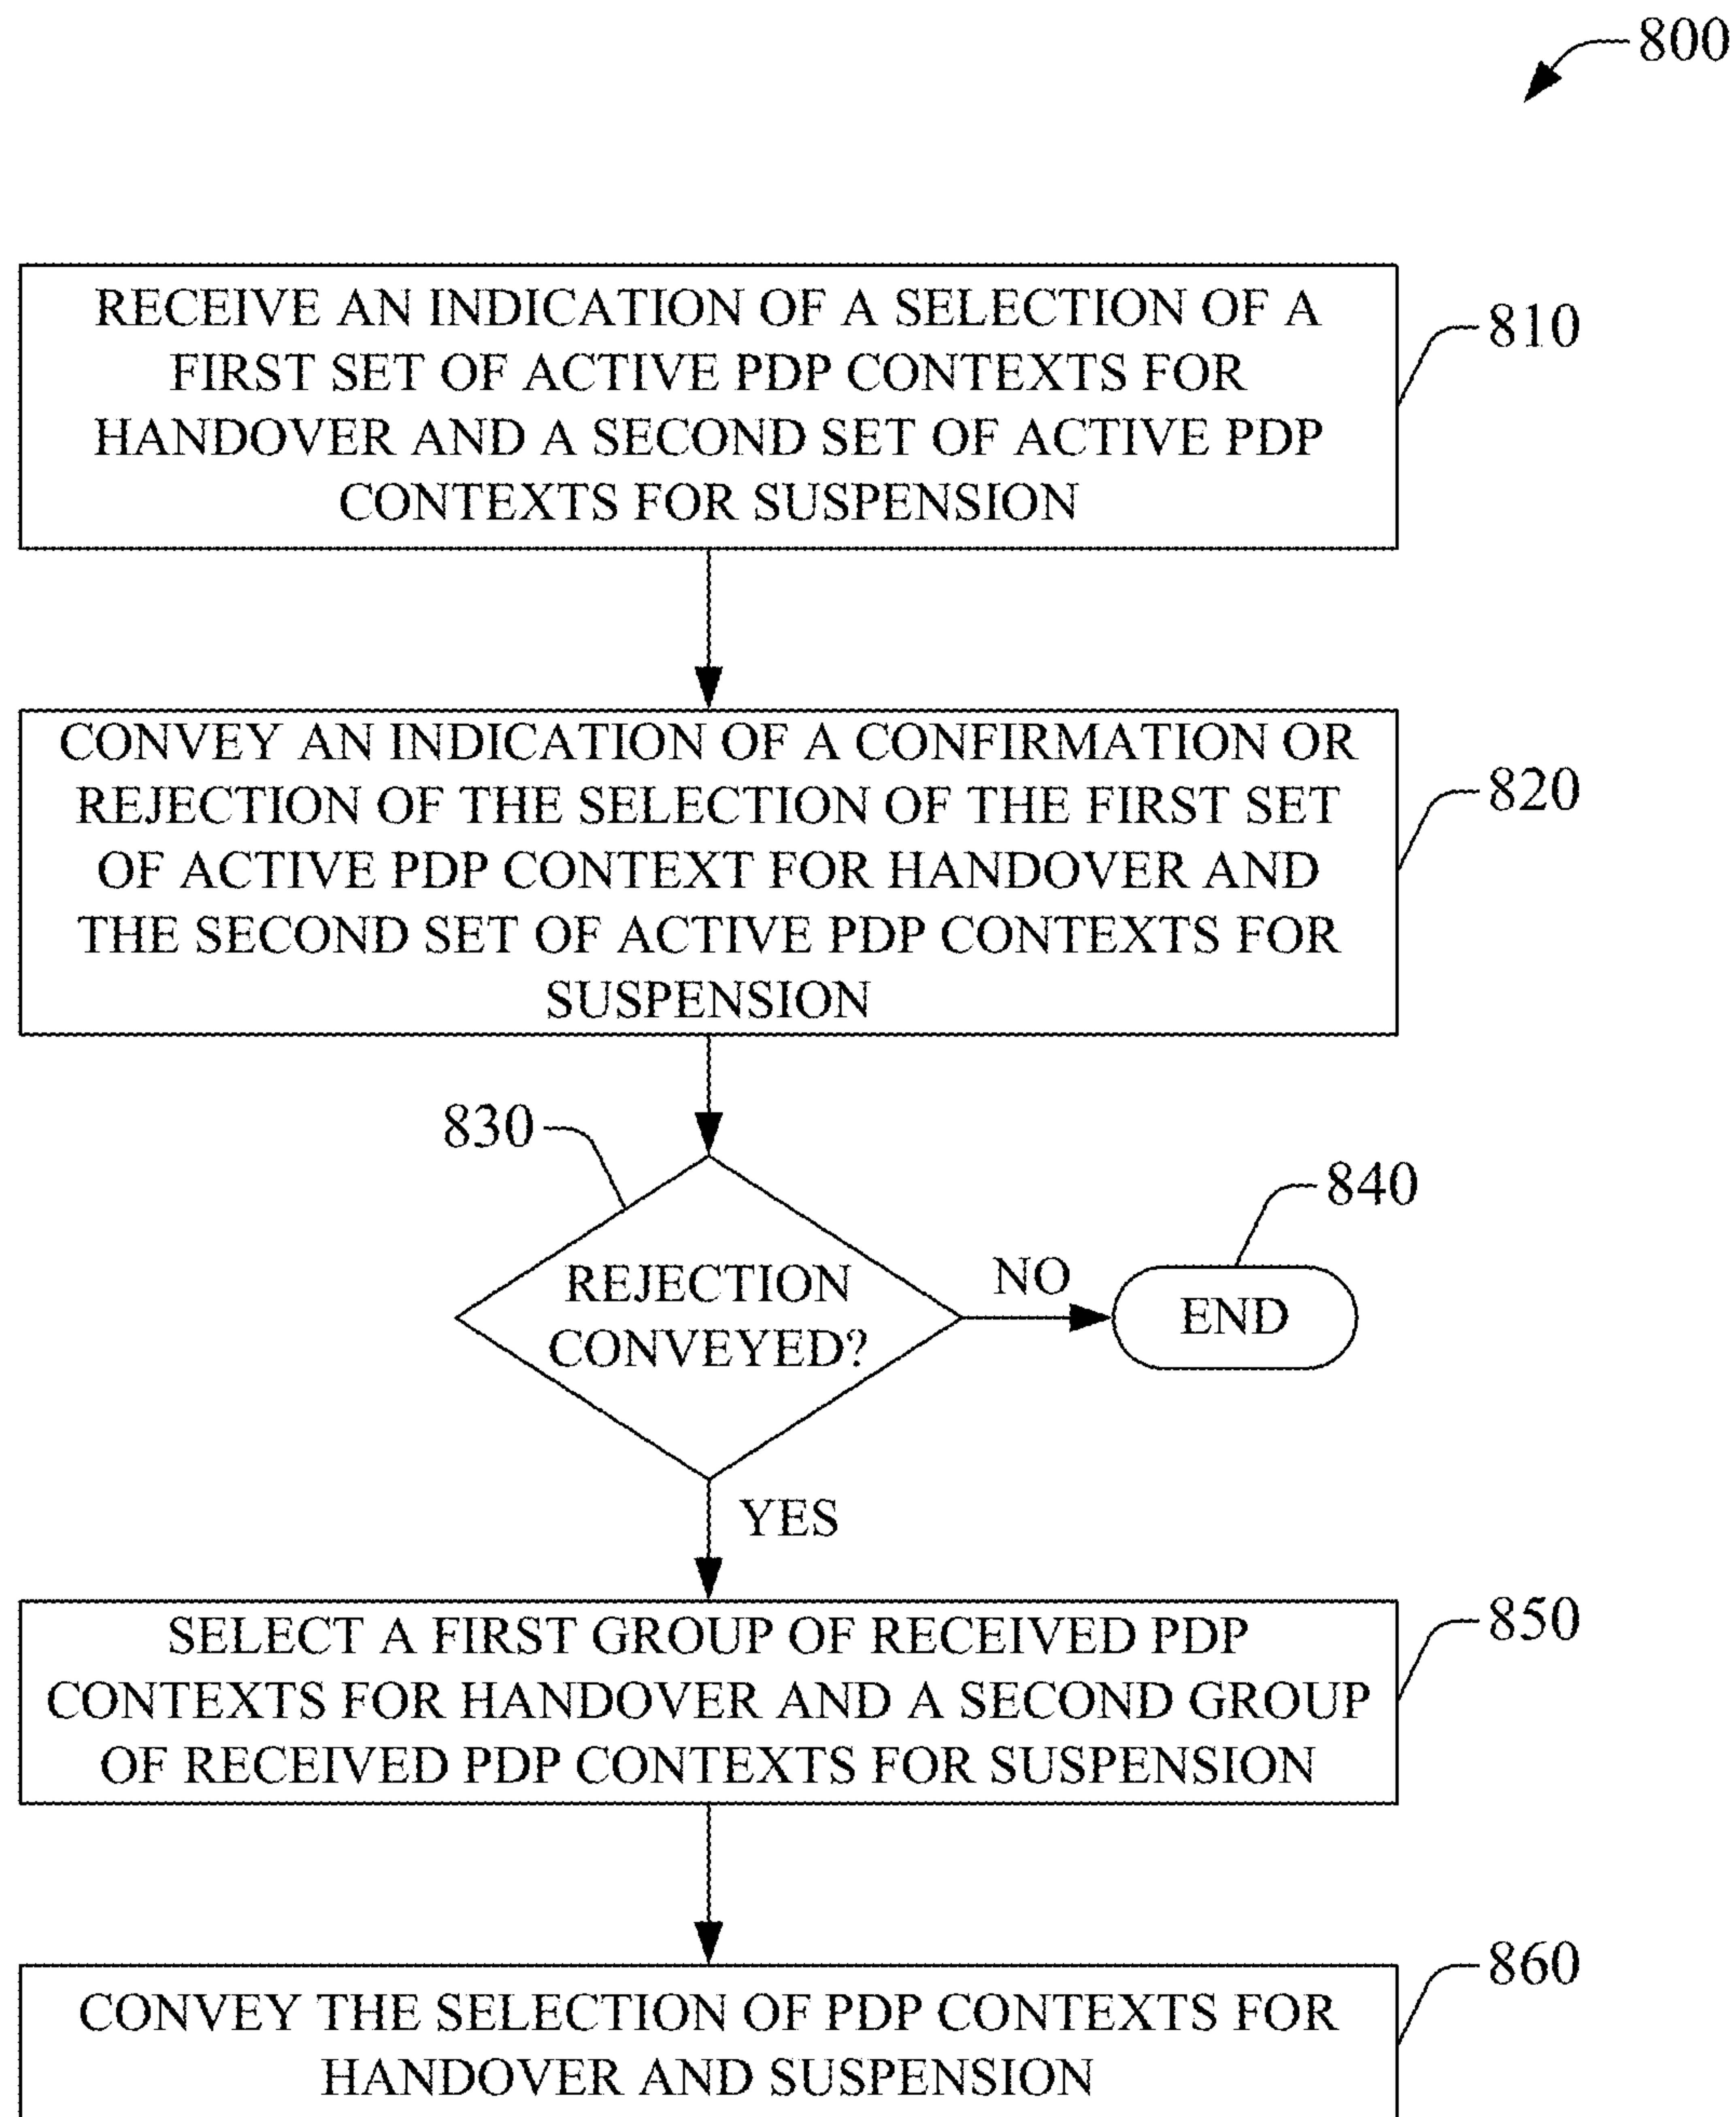 800
RECEIVE AN INDICATION OF A SELECTION OF A
FIRST SET OF ACTIVE PDP CONTEXTS FOR
HANDOVER AND A SECOND SET OF ACTIVE PDP
CONTEXTS FOR SUSPENSION
810
CONVEY AN INDICATION OF A CONFIRMATION OR
REJECTION OF THE SELECTION OF THE FIRST SET
OF ACTIVE PDP CONTEXT FOR HANDOVER AND
THE SECOND SET OF ACTIVE PDP CONTEXTS FOR
SUSPENSION
820
830
REJECTION
CONVEYED?
NO
840
END
YES
SELECT A FIRST GROUP OF RECEIVED PDP
CONTEXTS FOR HANDOVER AND A SECOND GROUP
OF RECEIVED PDP CONTEXTS FOR SUSPENSION
850
CONVEY THE SELECTION OF PDP CONTEXTS FOR
HANDOVER AND SUSPENSION
860